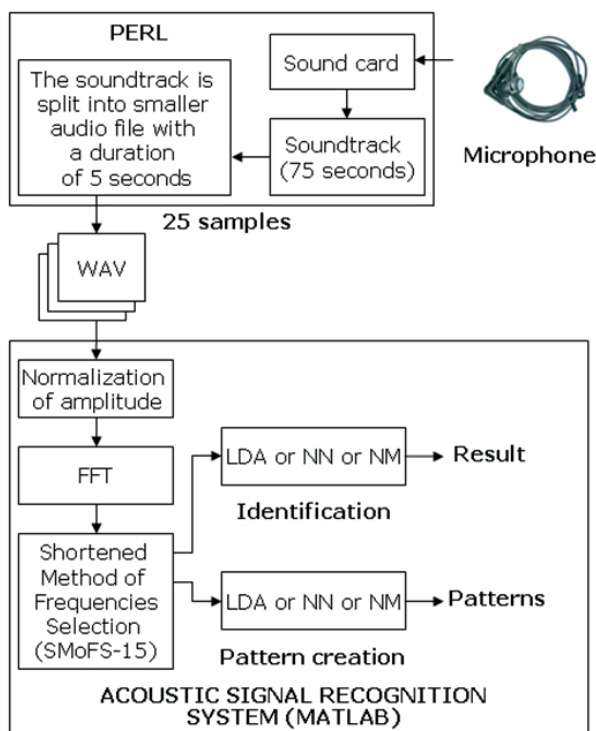 PERL
Sound card
Microphone
Soundtrack
(75 seconds)
The soundtrack is
split into smaller
audio file with
a duration
of 5 seconds
25 samples
WAV
Normalization
of amplitude
FFT
Shortened
Method of
Frequencies
Selection
(SMoFS-15)
LDA or NN or NM
Result
Identification
LDA or NN or NM
Patterns
Pattern creation
ACOUSTIC SIGNAL RECOGNITION
SYSTEM (MATLAB)